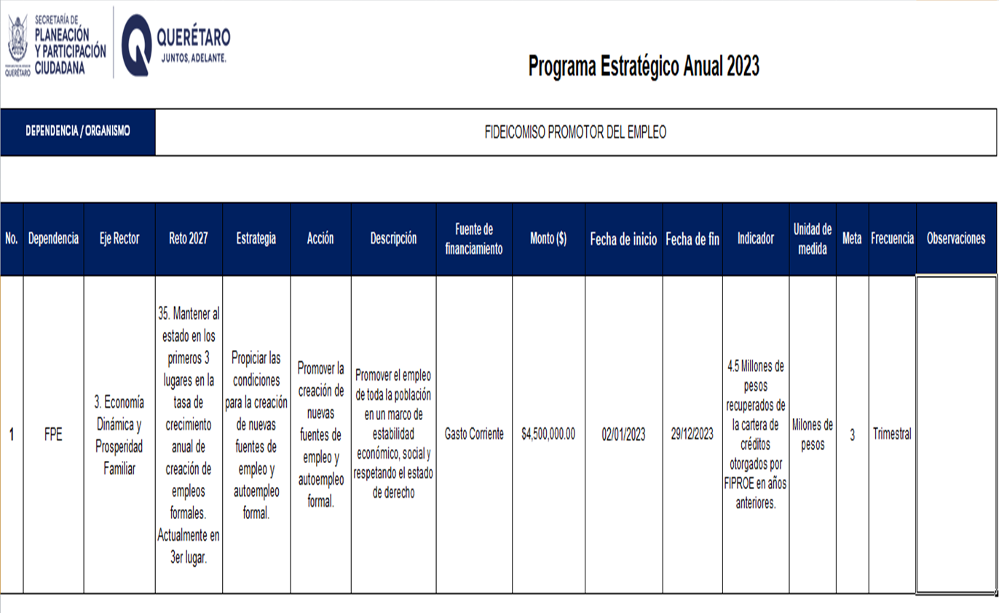 SECRETARÍA DE
PLANEACIÓN
Y PARTICIPACIÓN
CIUDADANA
QUERÉTARO
QUERÉTARO
JUNTOS, ADELANTE.
Programa Estratégico Anual 2023
DEPENDENCIA / ORGANISMO
FIDEICOMISO PROMOTOR DEL EMPLEO
No.
Dependencia
Eje Rector
Reto 2027
Estrategia
Acción
Descripción
Fuente de
financiamiento
Monto ($)
Fecha de inicio
Fecha de fin
Indicador
Unidad de
medida
Meta
Frecuencia
Observaciones
1
FPE
3. Economía
Dinámica y
Prosperidad
Familiar
35. Mantener al
estado en los
primeros 3
lugares en la
tasa de
crecimiento
anual de
creación de
empleos
formales.
Actualmente en
3er lugar.
Propiciar las
condiciones
para la creación
de nuevas
fuentes de
empleo y
autoempleo
formal.
Promover la
creación de
nuevas
fuentes de
empleo y
autoempleo
formal.
Promover el empleo
de toda la población
en un marco de
estabilidad
económico, social y
respetando el estado
de derecho
Gasto Corriente
$4,500,000.00
02/01/2023
29/12/2023
4.5 Millones de
pesos
recuperados de
la cartera de
créditos
otorgados por
FIPROE en años
anteriores.
Milones de
pesos
3
Trimestral